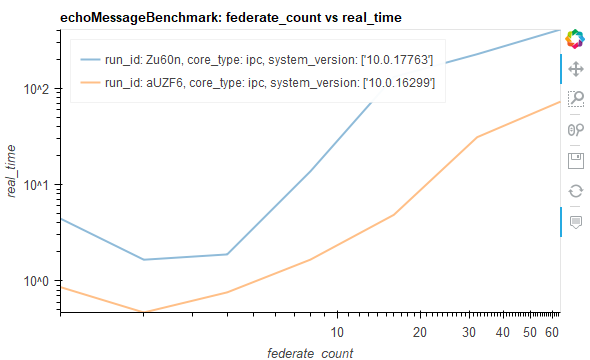 echoMessageBenchmark: federate_count vs real_time
run_id: Zu60n, core_type: ipc, system_version: ['10.0.17763']
run_id: aUZF6, core_type: ipc, system_version: ['10.0.16299']
real_time
10^2
10^1
10^0
10
20
30
40
50
60
federate_count